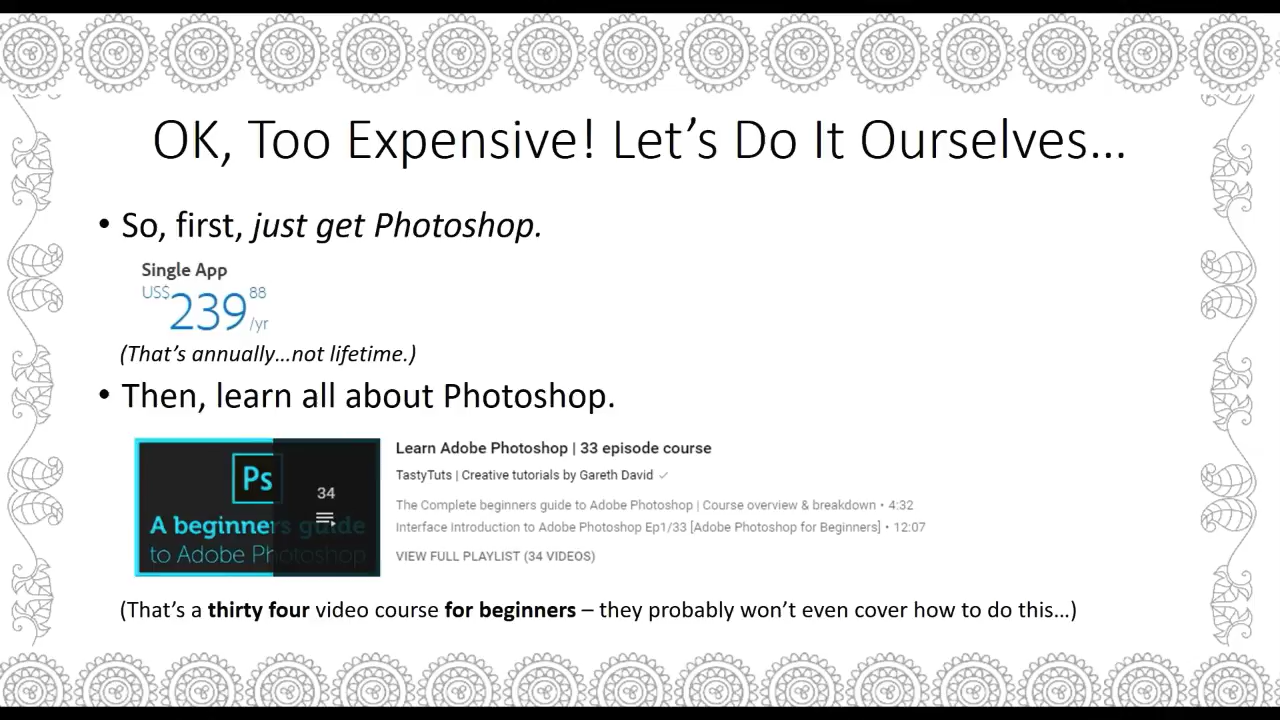 OK, Too Expensive! Let’s Do It Ourselves…
• So, first, just get Photoshop.
Single App
US$239 88 /yr
(That’s annually…not lifetime.)
• Then, learn all about Photoshop.
Ps
34
A beginners guide
to Adobe Photoshop
Learn Adobe Photoshop | 33 episode course
TastyTuts | Creative tutorials by Gareth David ✓
The Complete beginners guide to Adobe Photoshop | Course overview & breakdown • 4:32
Interface Introduction to Adobe Photoshop Ep1/33 [Adobe Photoshop for Beginners] • 12:07
VIEW FULL PLAYLIST (34 VIDEOS)
(That’s a thirty four video course for beginners – they probably won’t even cover how to do this…)